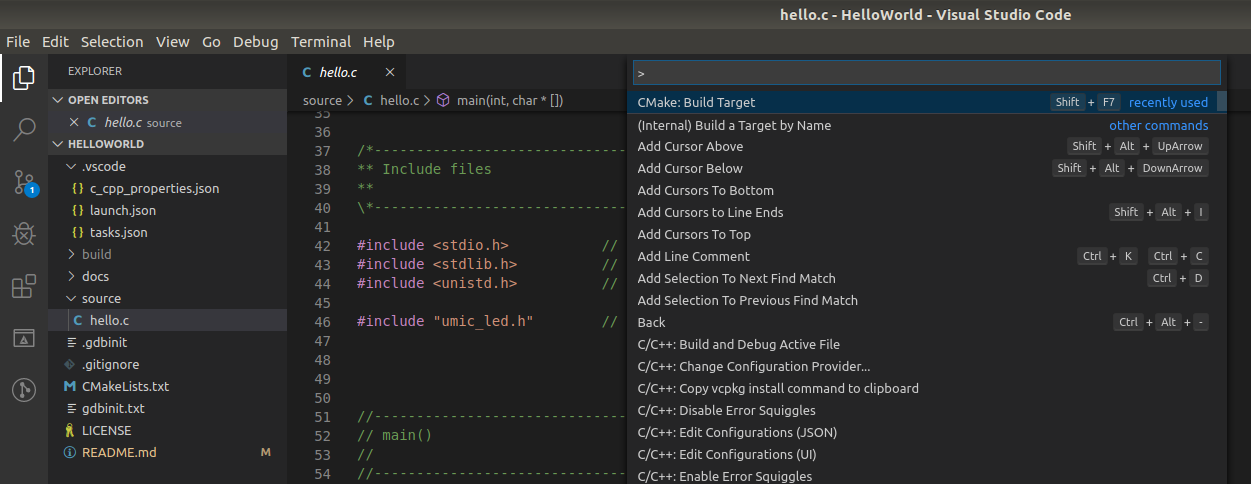 hello.c - HelloWorld - Visual Studio Code
File Edit Selection View Go Debug Terminal Help
EXPLORER
OPEN EDITORS
hello.c source
HELLOWORLD
.vscode
{} c_cpp_properties.json
{} launch.json
{} tasks.json
build
docs
source
C hello.c
.gdbinit
.gitignore
M CMakeLists.txt
gdbinit.txt
LICENSE
README.md M
1
C hello.c
source > C hello.c > main(int, char * [])
35
36
37 /*------------------------------
38 ** Include files
39 **
40 \*------------------------------
41
42 #include <stdio.h> //
43 #include <stdlib.h> //
44 #include <unistd.h> //
45
46 #include "umic_led.h" //
47
48
49
50
51 //------------------------------
52 // main()
53 //
54 //------------------------------
>
CMake: Build Target Shift + F7 recently used
(Internal) Build a Target by Name other commands
Add Cursor Above Shift + Alt + UpArrow
Add Cursor Below Shift + Alt + DownArrow
Add Cursors To Bottom
Add Cursors to Line Ends Shift + Alt + I
Add Cursors To Top
Add Line Comment Ctrl + K Ctrl + C
Add Selection To Next Find Match Ctrl + D
Add Selection To Previous Find Match
Back Ctrl + Alt + -
C/C++: Build and Debug Active File
C/C++: Change Configuration Provider...
C/C++: Copy vcpkg install command to clipboard
C/C++: Disable Error Squiggles
C/C++: Edit Configurations (JSON)
C/C++: Edit Configurations (UI)
C/C++: Enable Error Squiggles